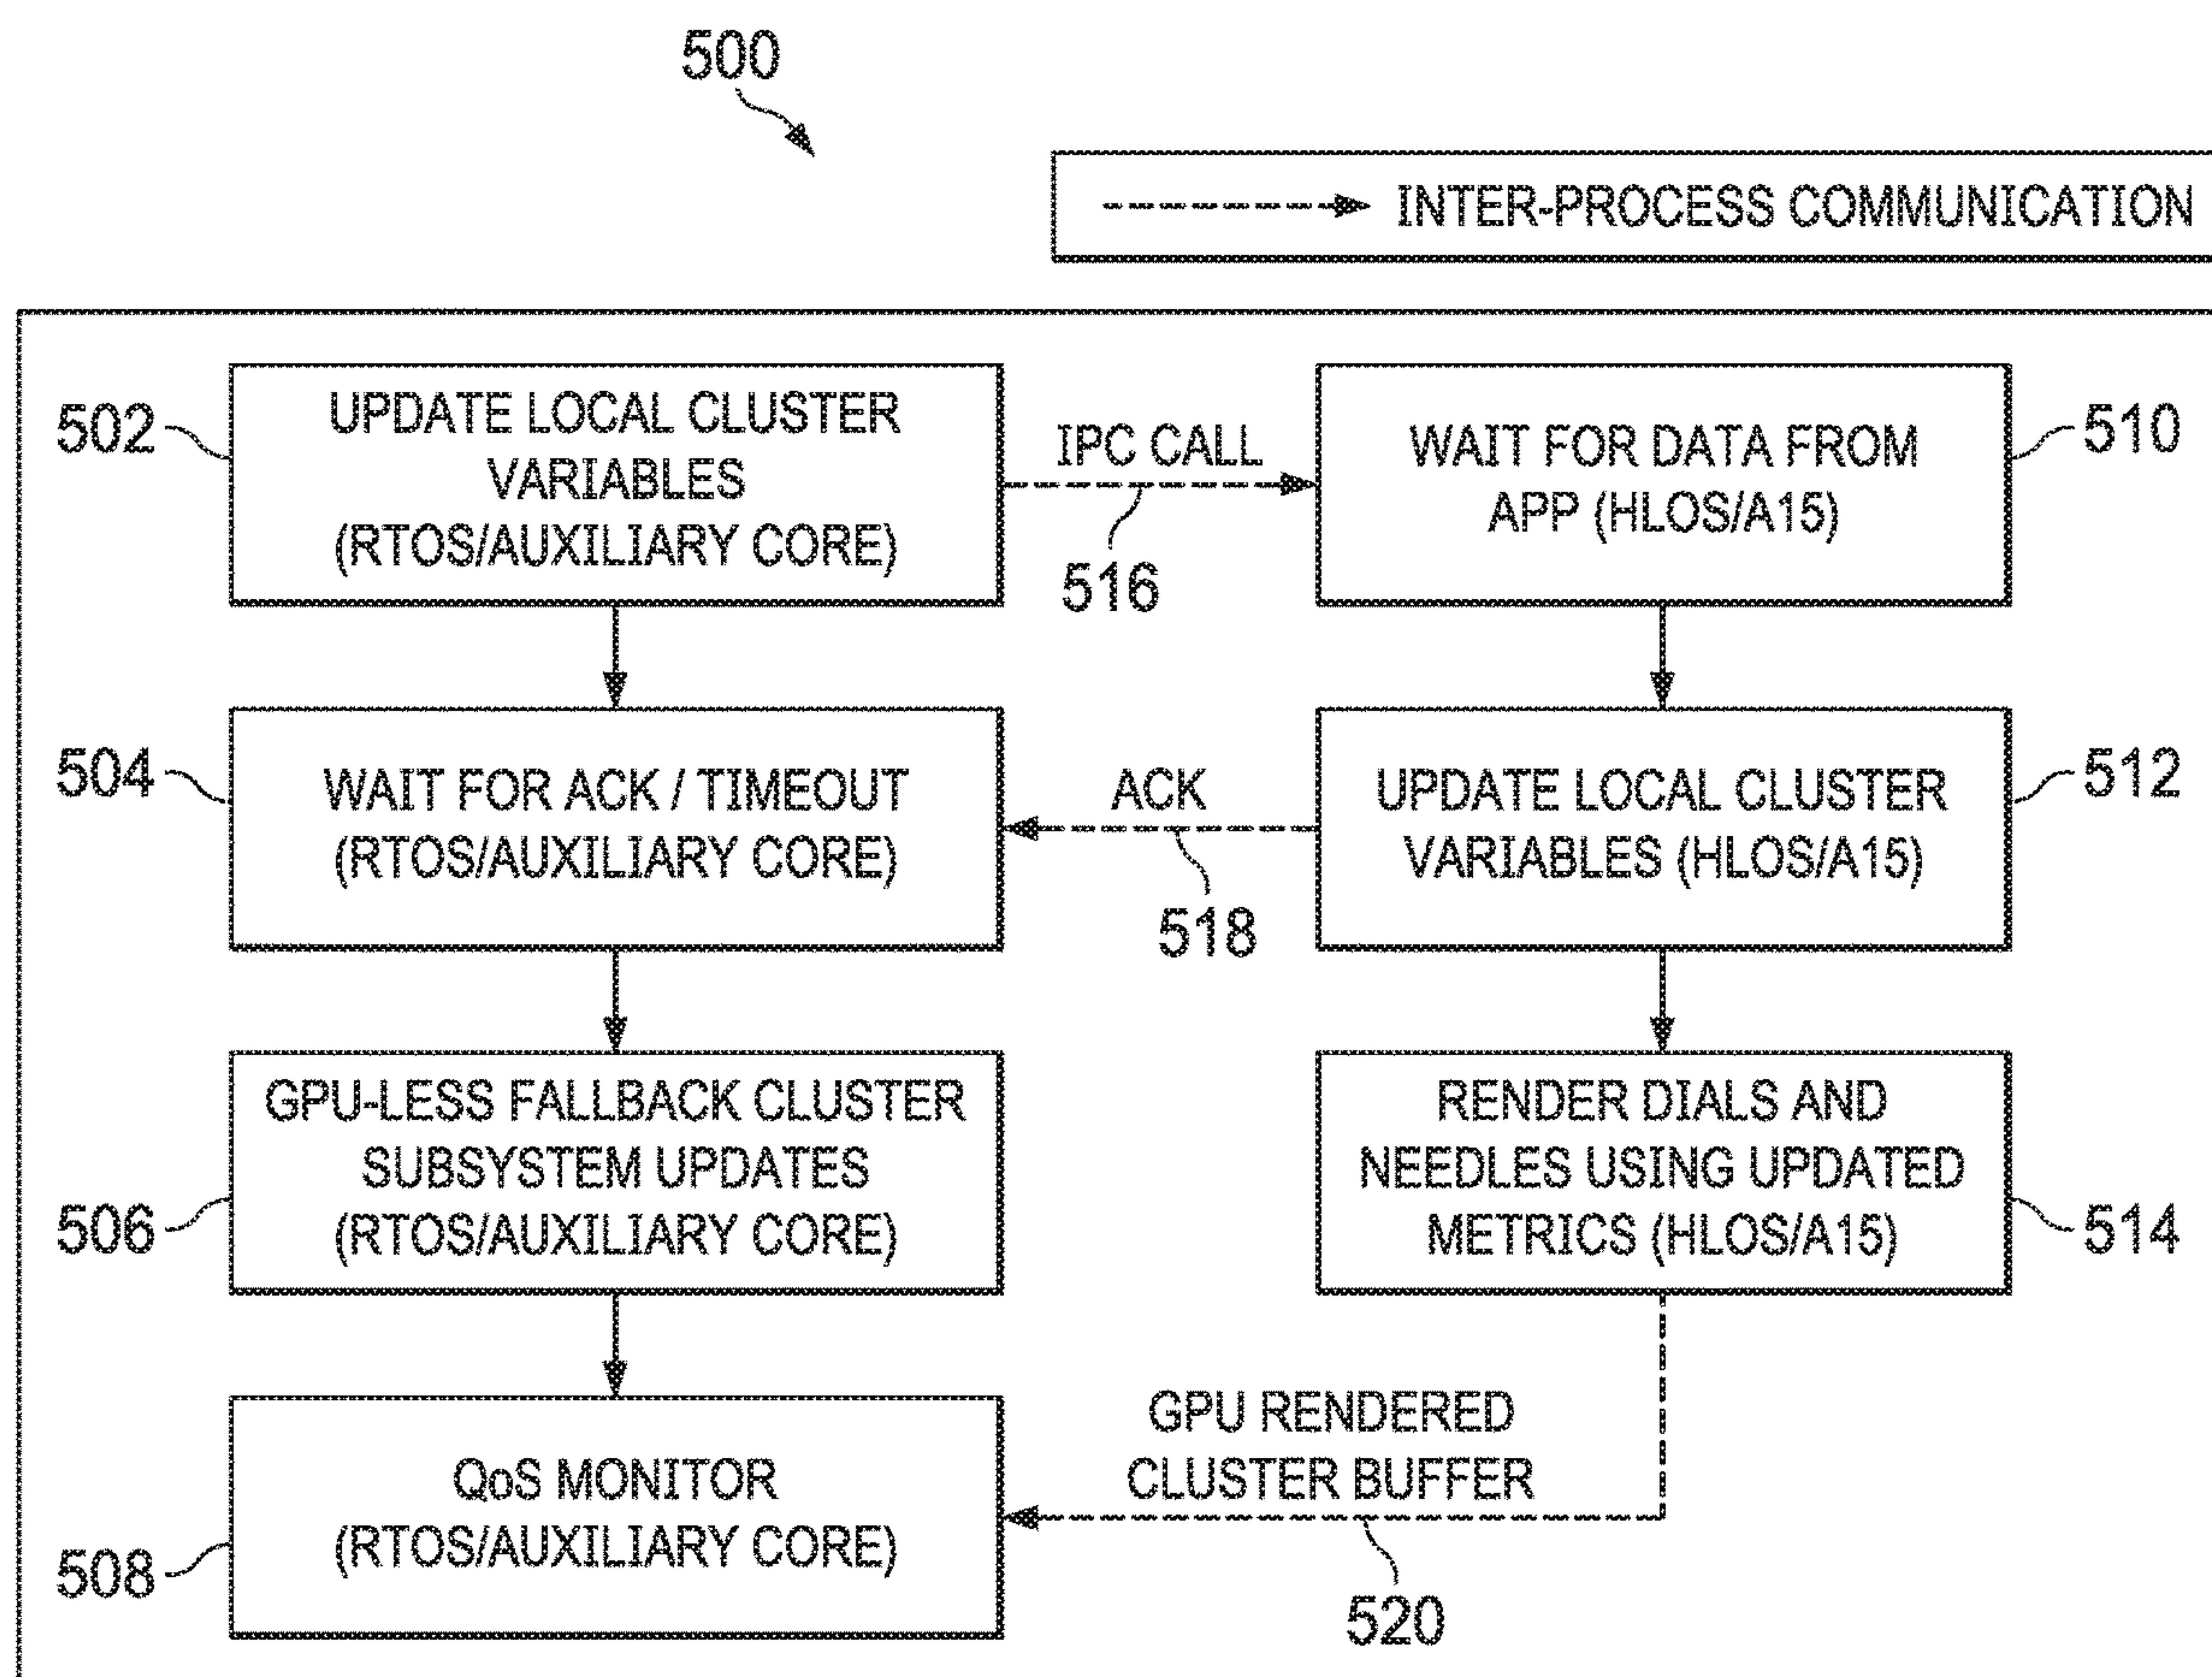 500
INTER-PROCESS COMMUNICATION
502
UPDATE LOCAL CLUSTER
VARIABLES
(RTOS/AUXILIARY CORE)
IPC CALL
516
WAIT FOR DATA FROM
APP (HLOS/A15)
510
504
WAIT FOR ACK / TIMEOUT
(RTOS/AUXILIARY CORE)
ACK
518
UPDATE LOCAL CLUSTER
VARIABLES (HLOS/A15)
512
506
GPU-LESS FALLBACK CLUSTER
SUBSYSTEM UPDATES
(RTOS/AUXILIARY CORE)
RENDER DIALS AND
NEEDLES USING UPDATED
METRICS (HLOS/A15)
514
508
QoS MONITOR
(RTOS/AUXILIARY CORE)
GPU RENDERED
CLUSTER BUFFER
520